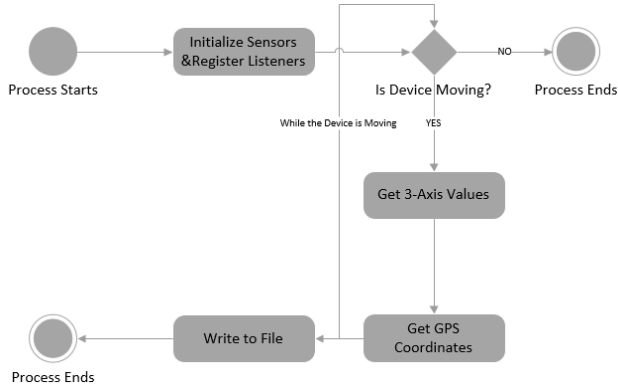 Initialize Sensors
&Register Listeners
NO
Process Starts
Is Device Moving?
Process Ends
While the Device is Moving
YES
Get 3-Axis Values
Write to File
Get GPS
Coordinates
Process Ends